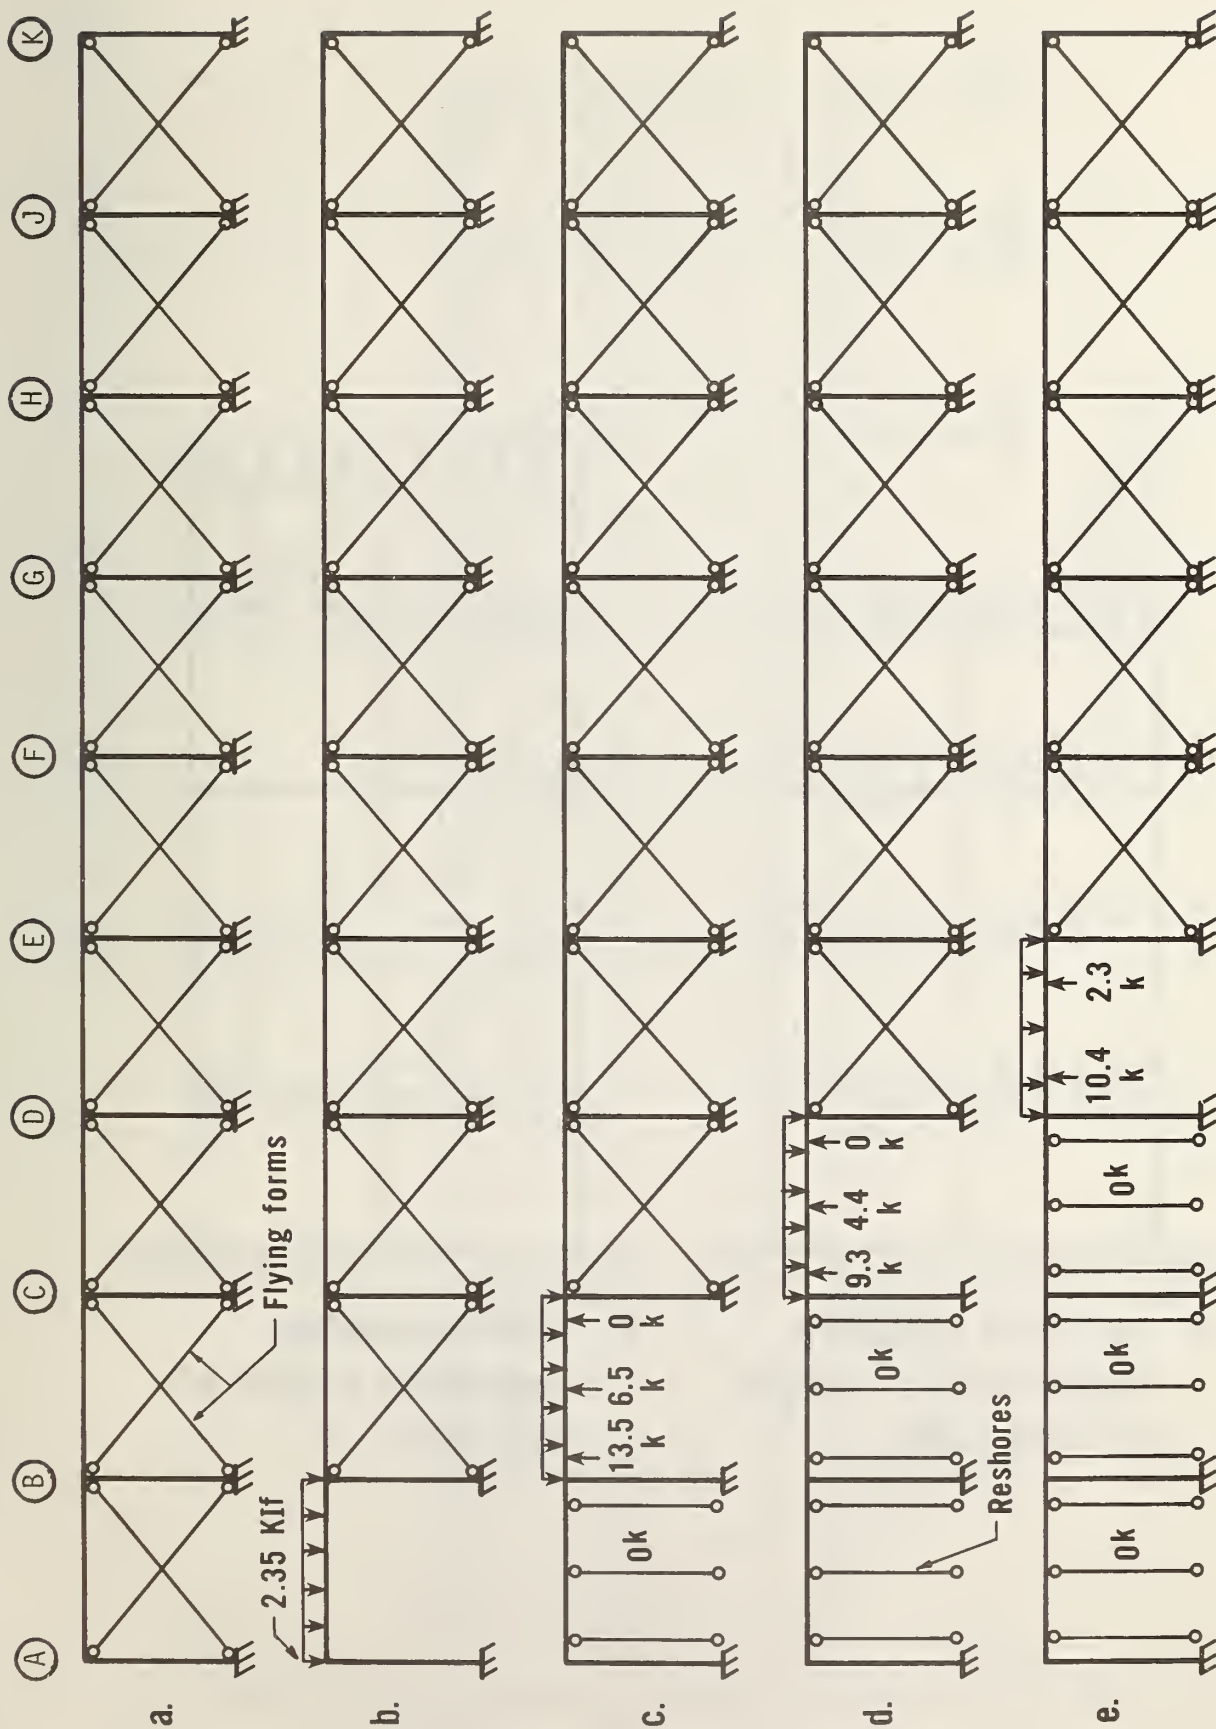 A B C D E F G H J K
a.
Flying forms
b.
2.35 Klf
c.
0k
13.5 k
6.5 k
0 k
d.
0k
9.3 k
4.4 k
0 k
Reshores
e.
0k
0k
0k
10.4 k
2.3 k